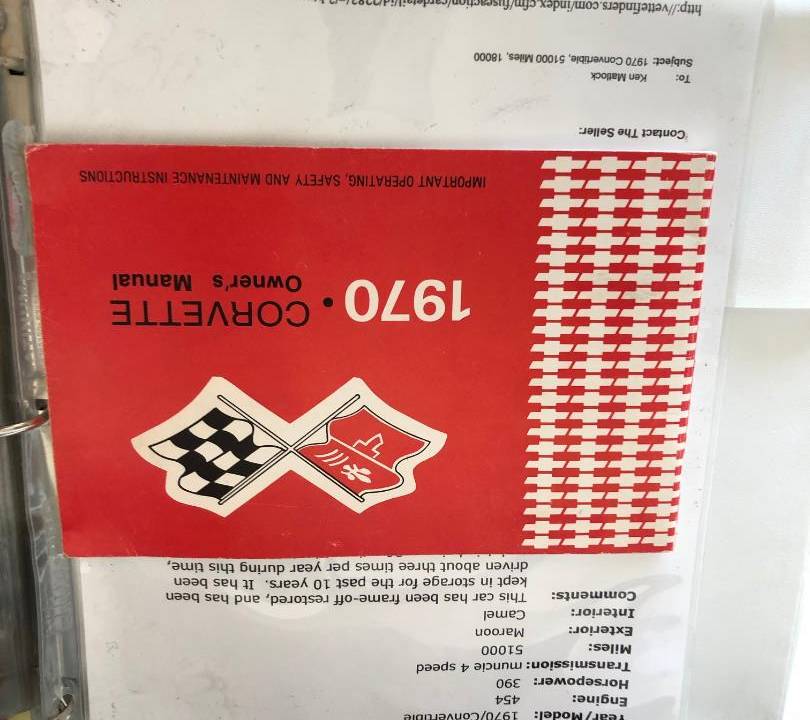 Year/Model: 1970/Convertible
Engine: 454
Horsepower: 390
Transmission: muncie 4 speed
Miles: 51000
Exterior: Maroon
Interior: Camel
Comments: This car has been frame-off restored, and has been
kept in storage for the past 10 years. It has been
driven about three times per year during this time,
1970 • CORVETTE
Owner's Manual
IMPORTANT OPERATING, SAFETY AND MAINTENANCE INSTRUCTIONS
Contact The Seller:
To: Ken Matlock
Subject: 1970 Convertible, 51000 Miles, 18000
http://vettefinders.com/index.cfm/fuseaction/cardetail/id/2282/